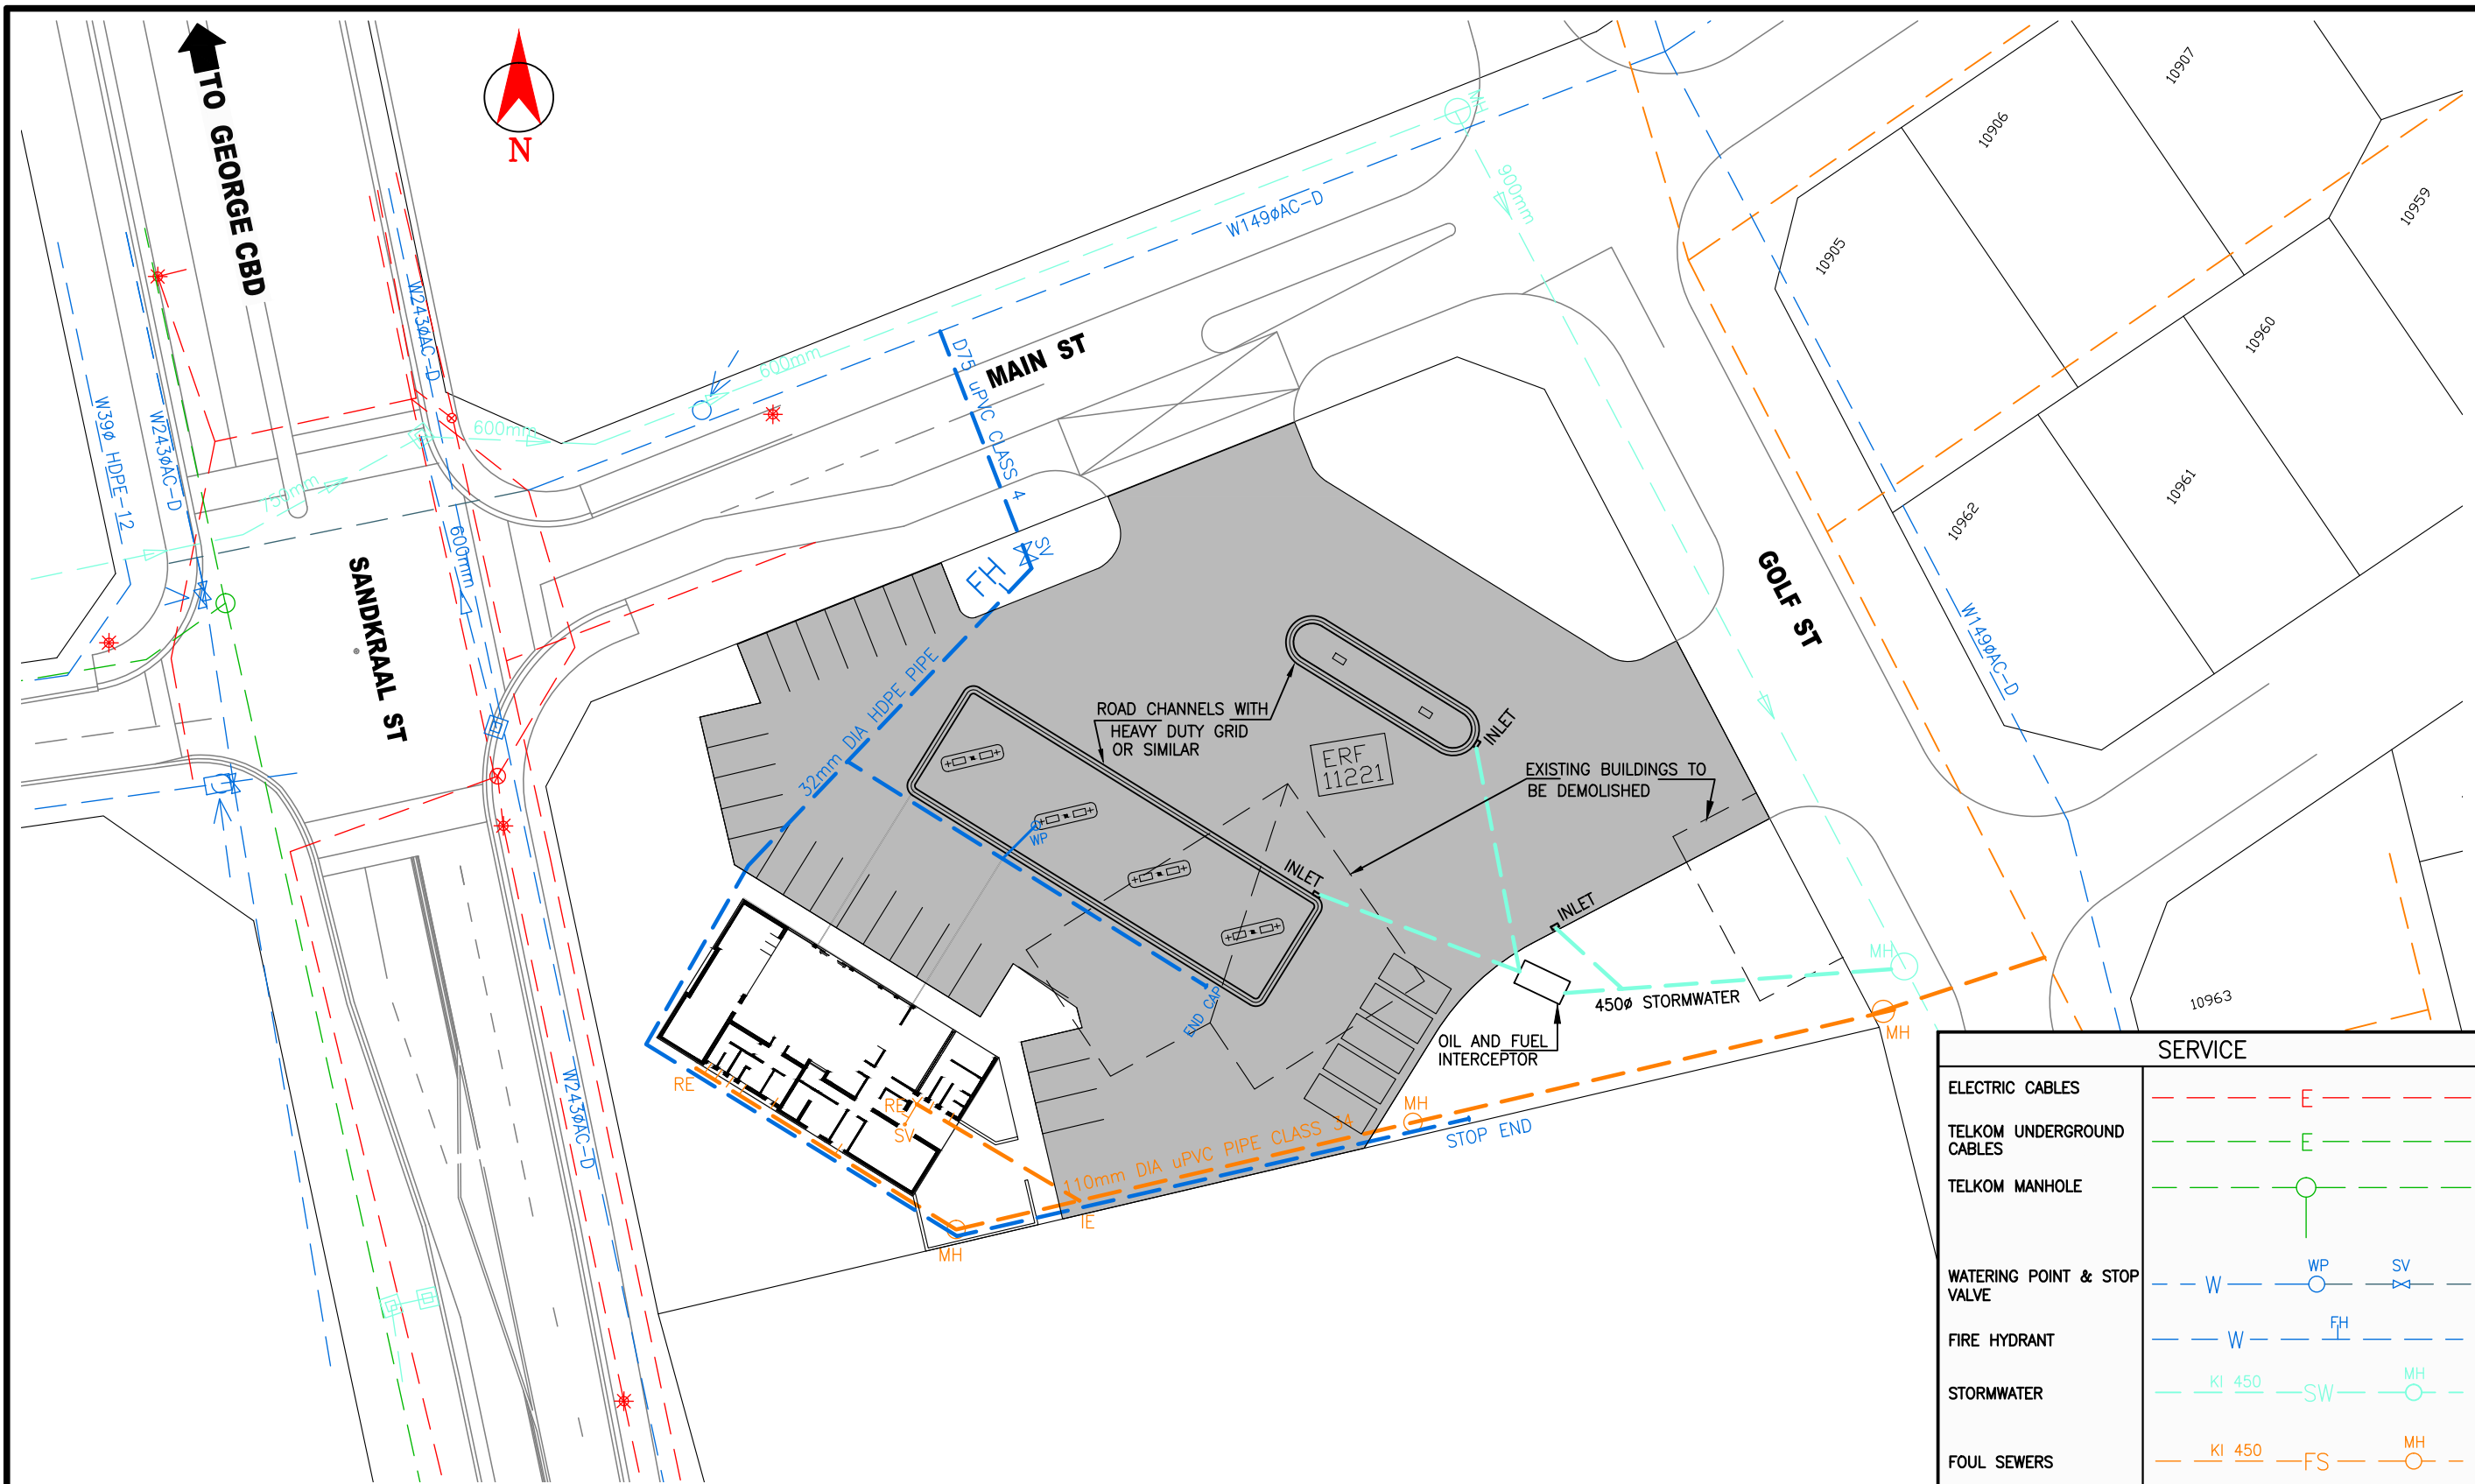 TO GEORGE CBD
N
MH
10907
10906
10905
10959
10960
10961
10962
10963
900mm
W149øAC-D
600mm
D75 uPVC CLASS 4
MAIN ST
W243øAC-D
W39ø HDPE-12
W243øAC-D
600mm
750mm
600mm
SANDKRAAL ST
FH
SV
GOLF ST
W149øAC-D
32mm DIA HDPE PIPE
ROAD CHANNELS WITH
HEAVY DUTY GRID
OR SIMILAR
INLET
ERF
11221
EXISTING BUILDINGS TO
BE DEMOLISHED
WP
INLET
INLET
MH
END CAP
450ø STORMWATER
OIL AND FUEL
INTERCEPTOR
MH
RE
RE
SV
MH
110mm DIA uPVC PIPE CLASS 34
STOP END
IE
MH
W243øAC-D
SERVICE
ELECTRIC CABLES
E
TELKOM UNDERGROUND
CABLES
E
TELKOM MANHOLE
WATERING POINT & STOP
VALVE
W
WP
SV
FIRE HYDRANT
W
FH
STORMWATER
KI 450
SW
MH
FOUL SEWERS
KI 450
FS
MH